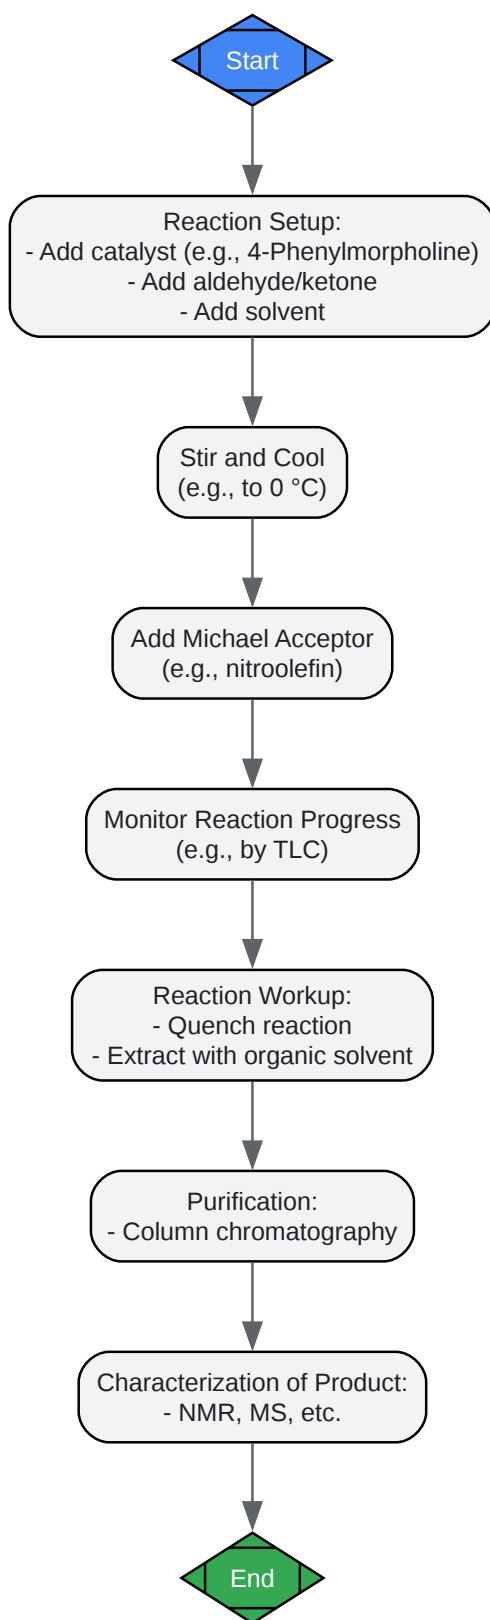 Start
Reaction Setup:
- Add catalyst (e.g., 4-Phenylmorpholine)
- Add aldehyde/ketone
- Add solvent
Stir and Cool
(e.g., to 0 °C)
Add Michael Acceptor
(e.g., nitroolefin)
Monitor Reaction Progress
(e.g., by TLC)
Reaction Workup:
- Quench reaction
- Extract with organic solvent
Purification:
- Column chromatography
Characterization of Product:
- NMR, MS, etc.
End